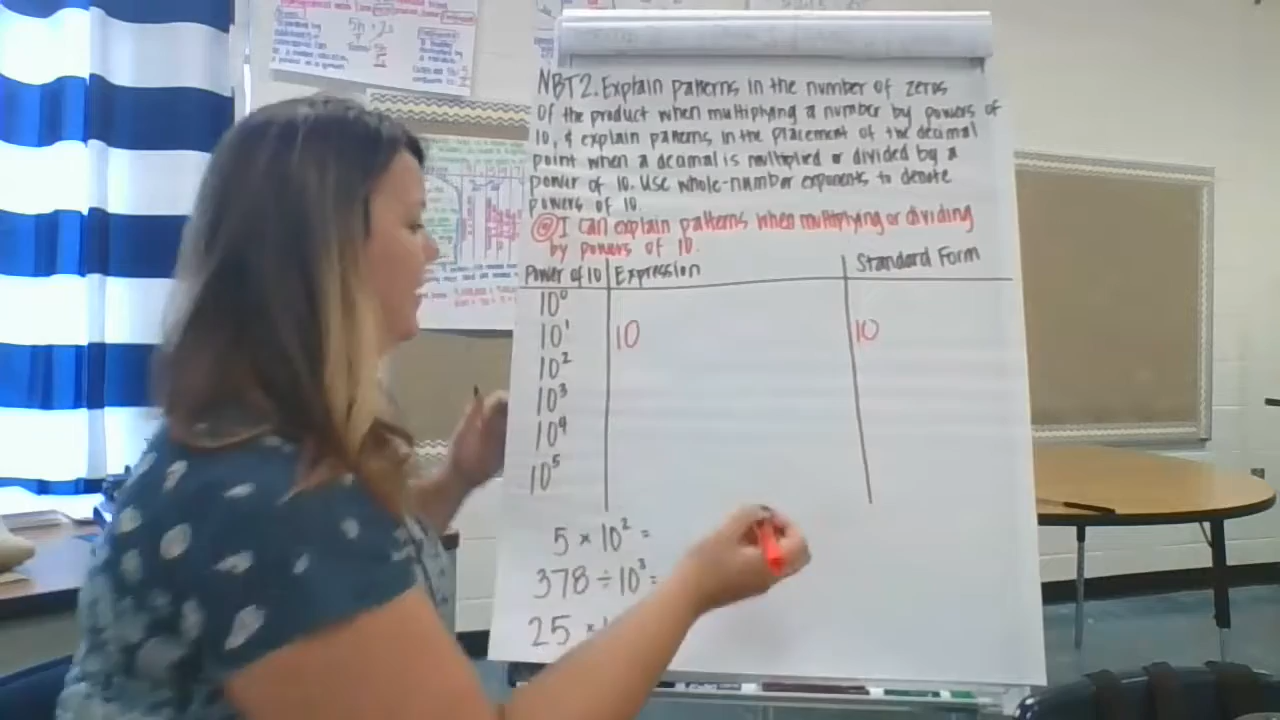 NBT2. Explain patterns in the number of zeros
of the product when multiplying a number by powers of
10, & explain patterns in the placement of the decimal
point when a decimal is multiplied or divided by a
power of 10. Use whole-number exponents to denote
powers of 10.
I can explain patterns when multiplying or dividing
by powers of 10.
Power of 10 Expression Standard Form
10⁰
10¹ 10 10
10²
10³
10⁴
10⁵
5 × 10² =
378 ÷ 10³ =
25 ×